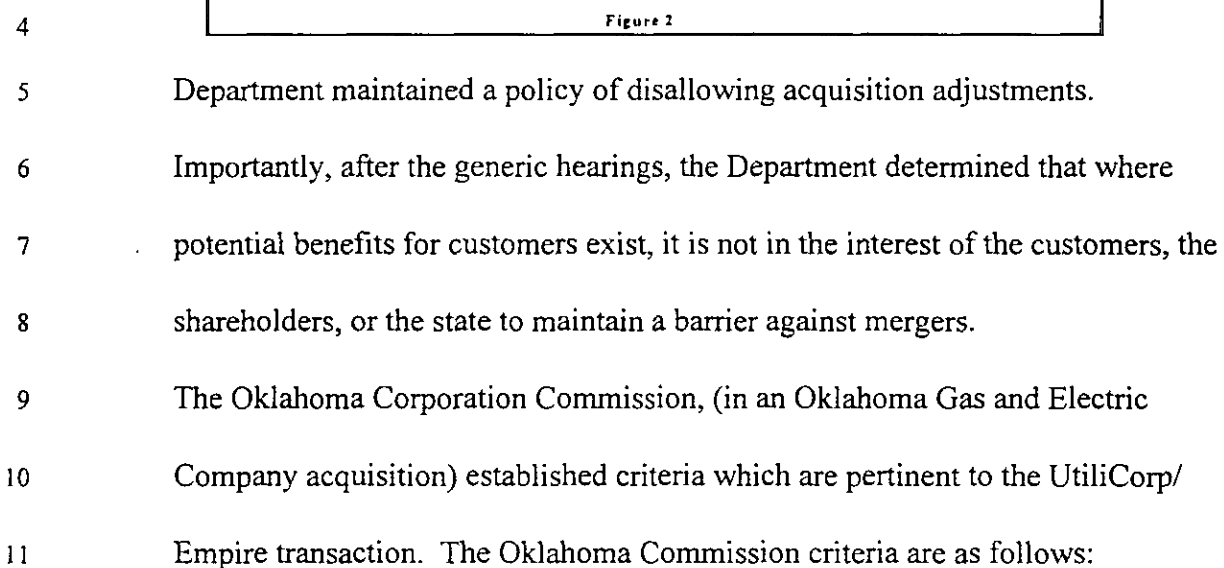 4 Figure 2
5 Department maintained a policy of disallowing acquisition adjustments.
6 Importantly, after the generic hearings, the Department determined that where
7 potential benefits for customers exist, it is not in the interest of the customers, the
8 shareholders, or the state to maintain a barrier against mergers.
9 The Oklahoma Corporation Commission, (in an Oklahoma Gas and Electric
10 Company acquisition) established criteria which are pertinent to the UtiliCorp/
11 Empire transaction. The Oklahoma Commission criteria are as follows: